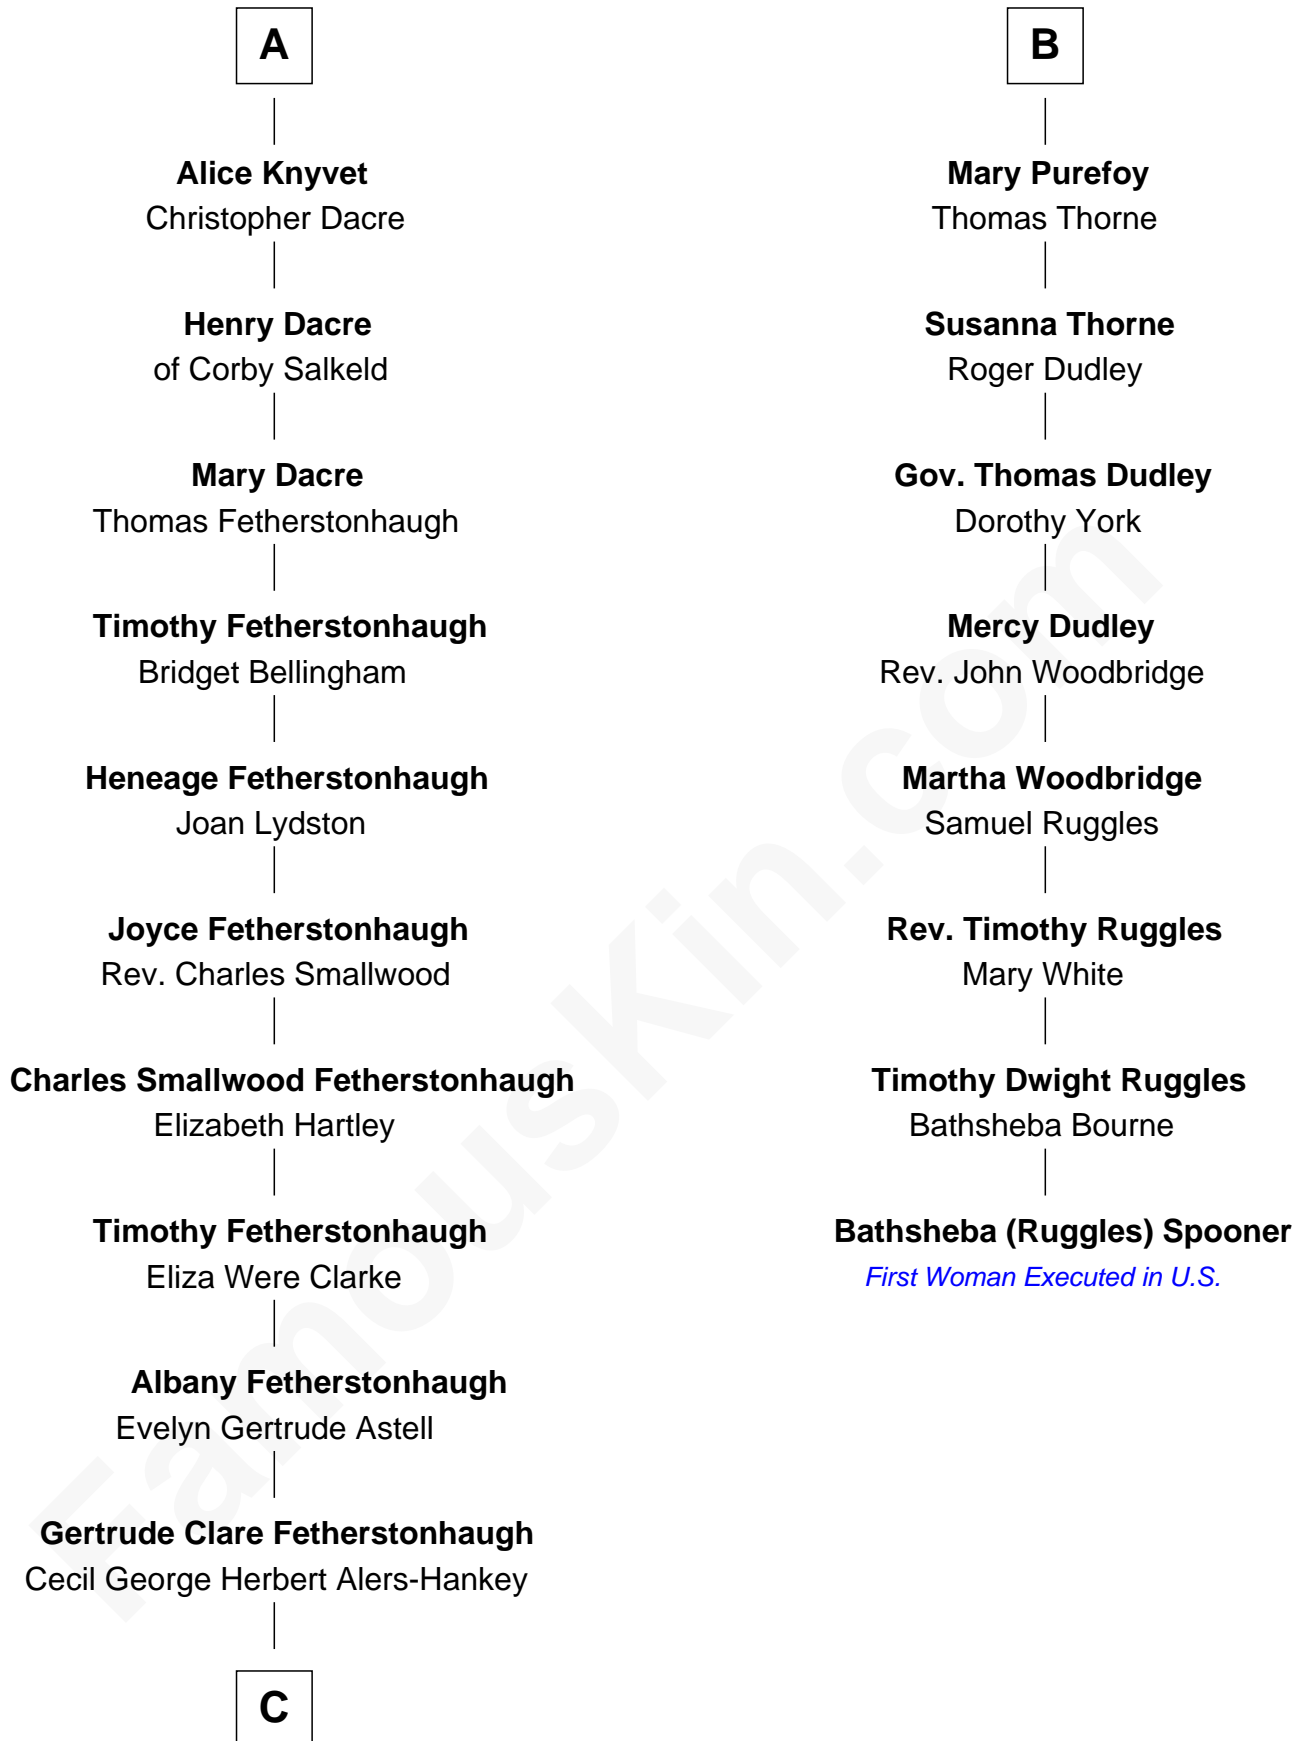 A
Alice Knyvet
Christopher Dacre
Henry Dacre
of Corby Salkeld
Mary Dacre
Thomas Fetherstonhaugh
Timothy Fetherstonhaugh
Bridget Bellingham
Heneage Fetherstonhaugh
Joan Lydston
Joyce Fetherstonhaugh
Rev. Charles Smallwood
Charles Smallwood Fetherstonhaugh
Elizabeth Hartley
Timothy Fetherstonhaugh
Eliza Were Clarke
Albany Fetherstonhaugh
Evelyn Gertrude Astell
Gertrude Clare Fetherstonhaugh
Cecil George Herbert Alers-Hankey
C
B
Mary Purefoy
Thomas Thorne
Susanna Thorne
Roger Dudley
Gov. Thomas Dudley
Dorothy York
Mercy Dudley
Rev. John Woodbridge
Martha Woodbridge
Samuel Ruggles
Rev. Timothy Ruggles
Mary White
Timothy Dwight Ruggles
Bathsheba Bourne
Bathsheba (Ruggles) Spooner
First Woman Executed in U.S.
FamousKin.com